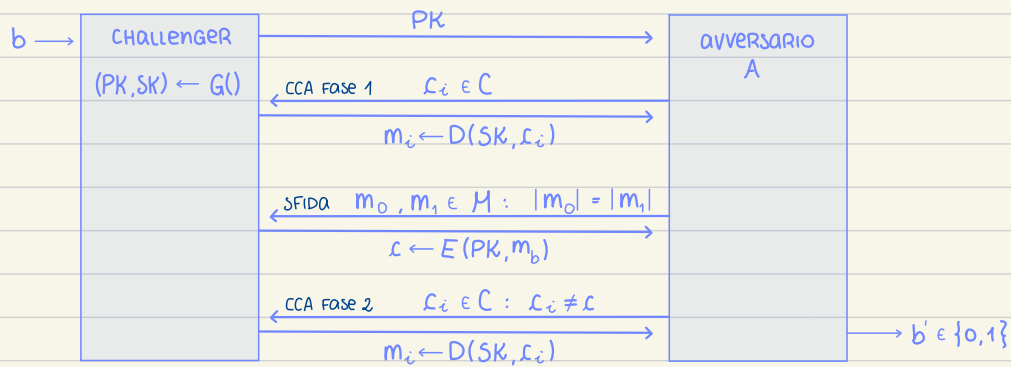 PK
b → CHALLENGER
AVVERSARIO
A
(PK,SK) ← G()
CCA Fase 1 c_i ∈ C
m_i ← D(SK, c_i)
SFIDA m_0, m_1 ∈ M : |m_0| = |m_1|
c ← E(PK, m_b)
CCA Fase 2 c_i ∈ C : c_i ≠ c
b' ∈ {0,1}
m_i ← D(SK, c_i)